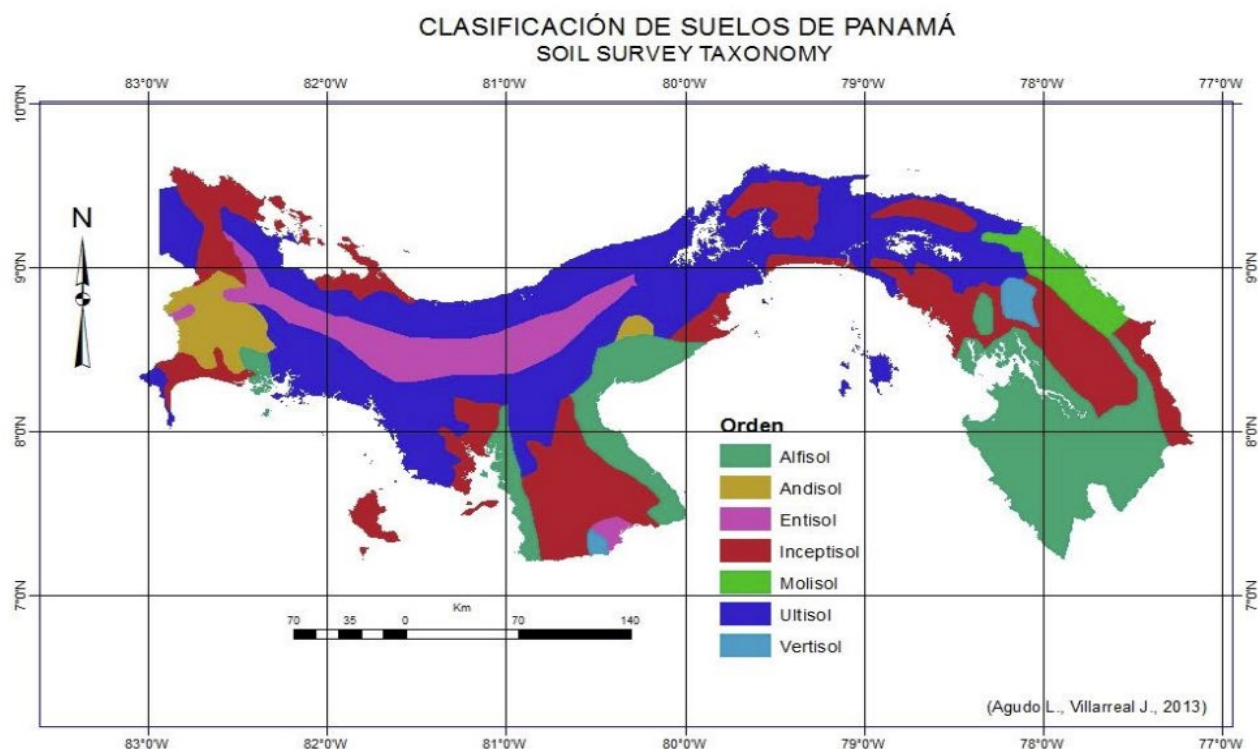 CLASIFICACIÓN DE SUELOS DE PANAMÁ
SOIL SURVEY TAXONOMY
83°0'W 82°0'W 81°0'W 80°0'W 79°0'W 78°0'W 77°0'W
10°0'N 10°0'N
N
9°0'N 9°0'N
8°0'N 8°0'N
Orden
Alfisol
Andisol
Entisol
Inceptisol
Molisol
Ultisol
Vertisol
7°0'N 7°0'N
Km
70 35 0 70 140
(Agudo L., Villarreal J., 2013)
83°0'W 82°0'W 81°0'W 80°0'W 79°0'W 78°0'W 77°0'W